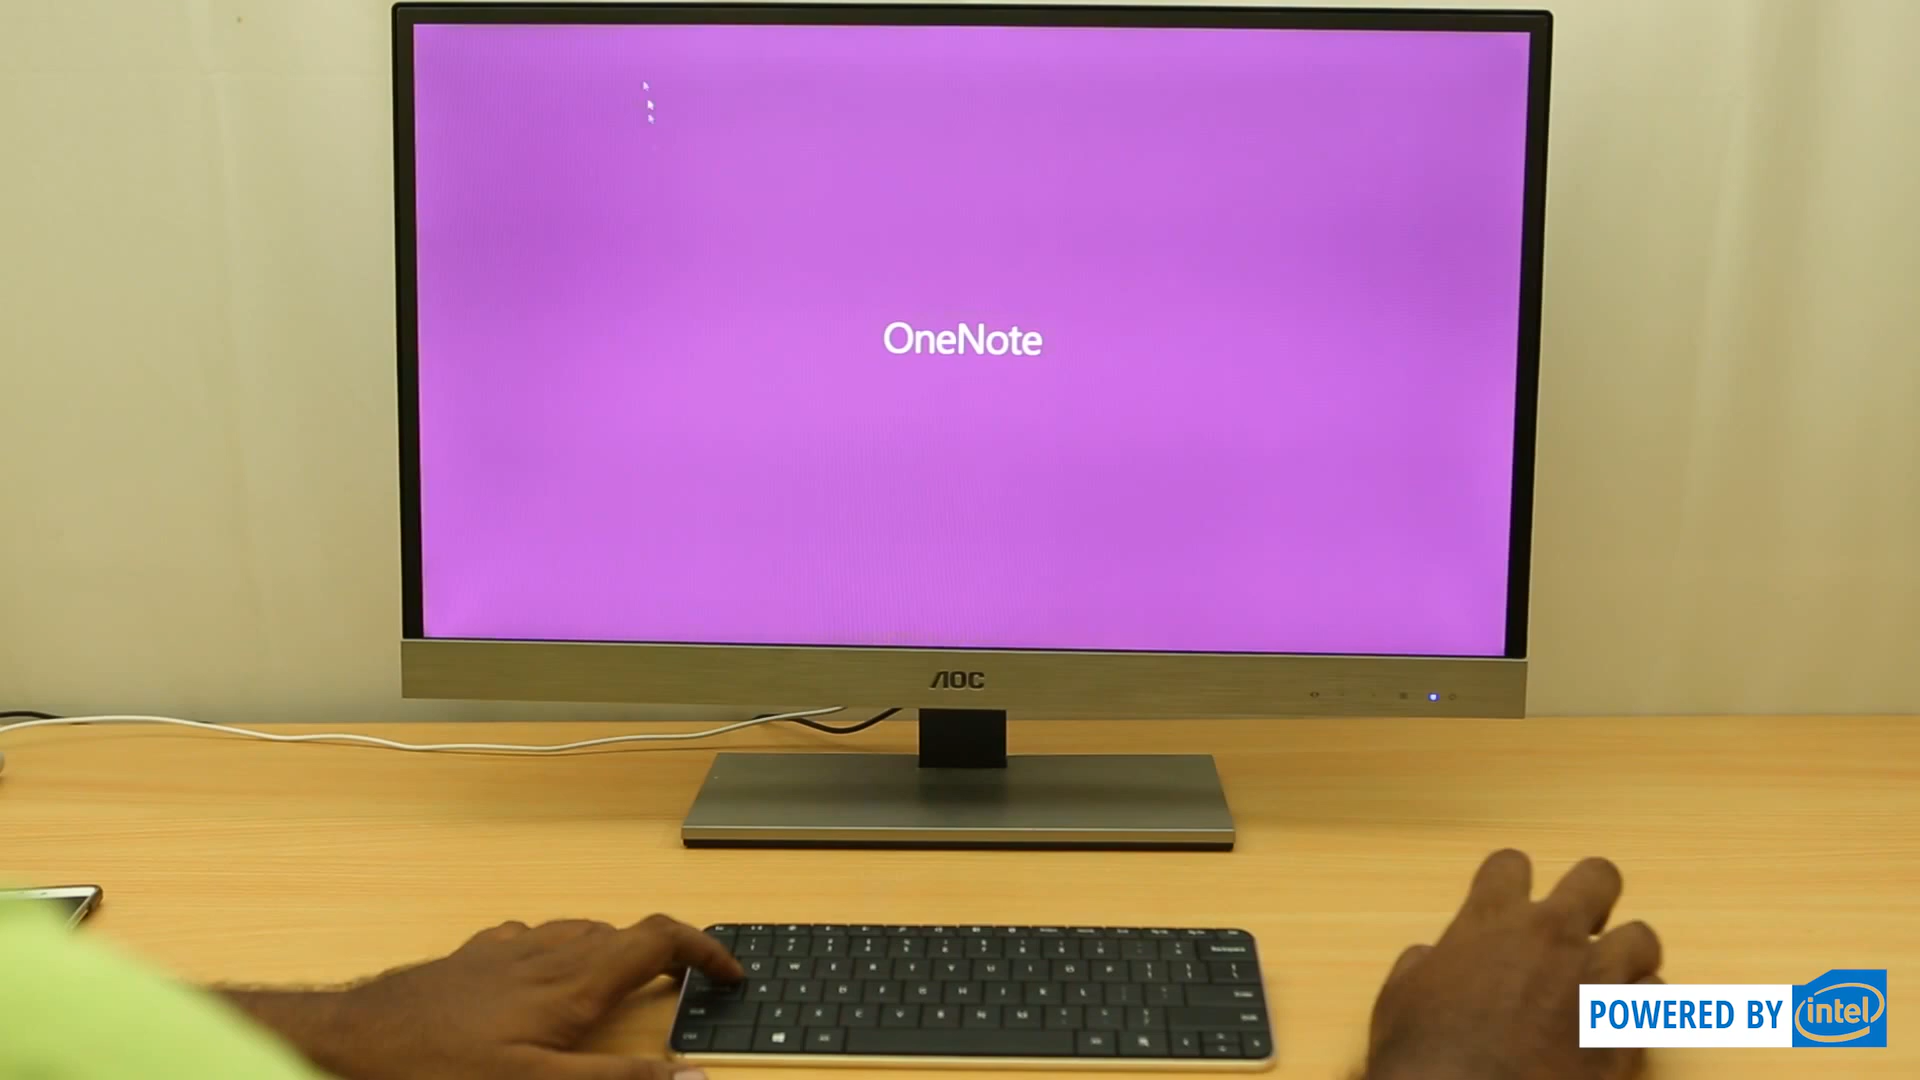 OneNote
AOC
POWERED BY intel
Q W E R T Y U I O P
A S D F G H J K L
Z X C V B N M